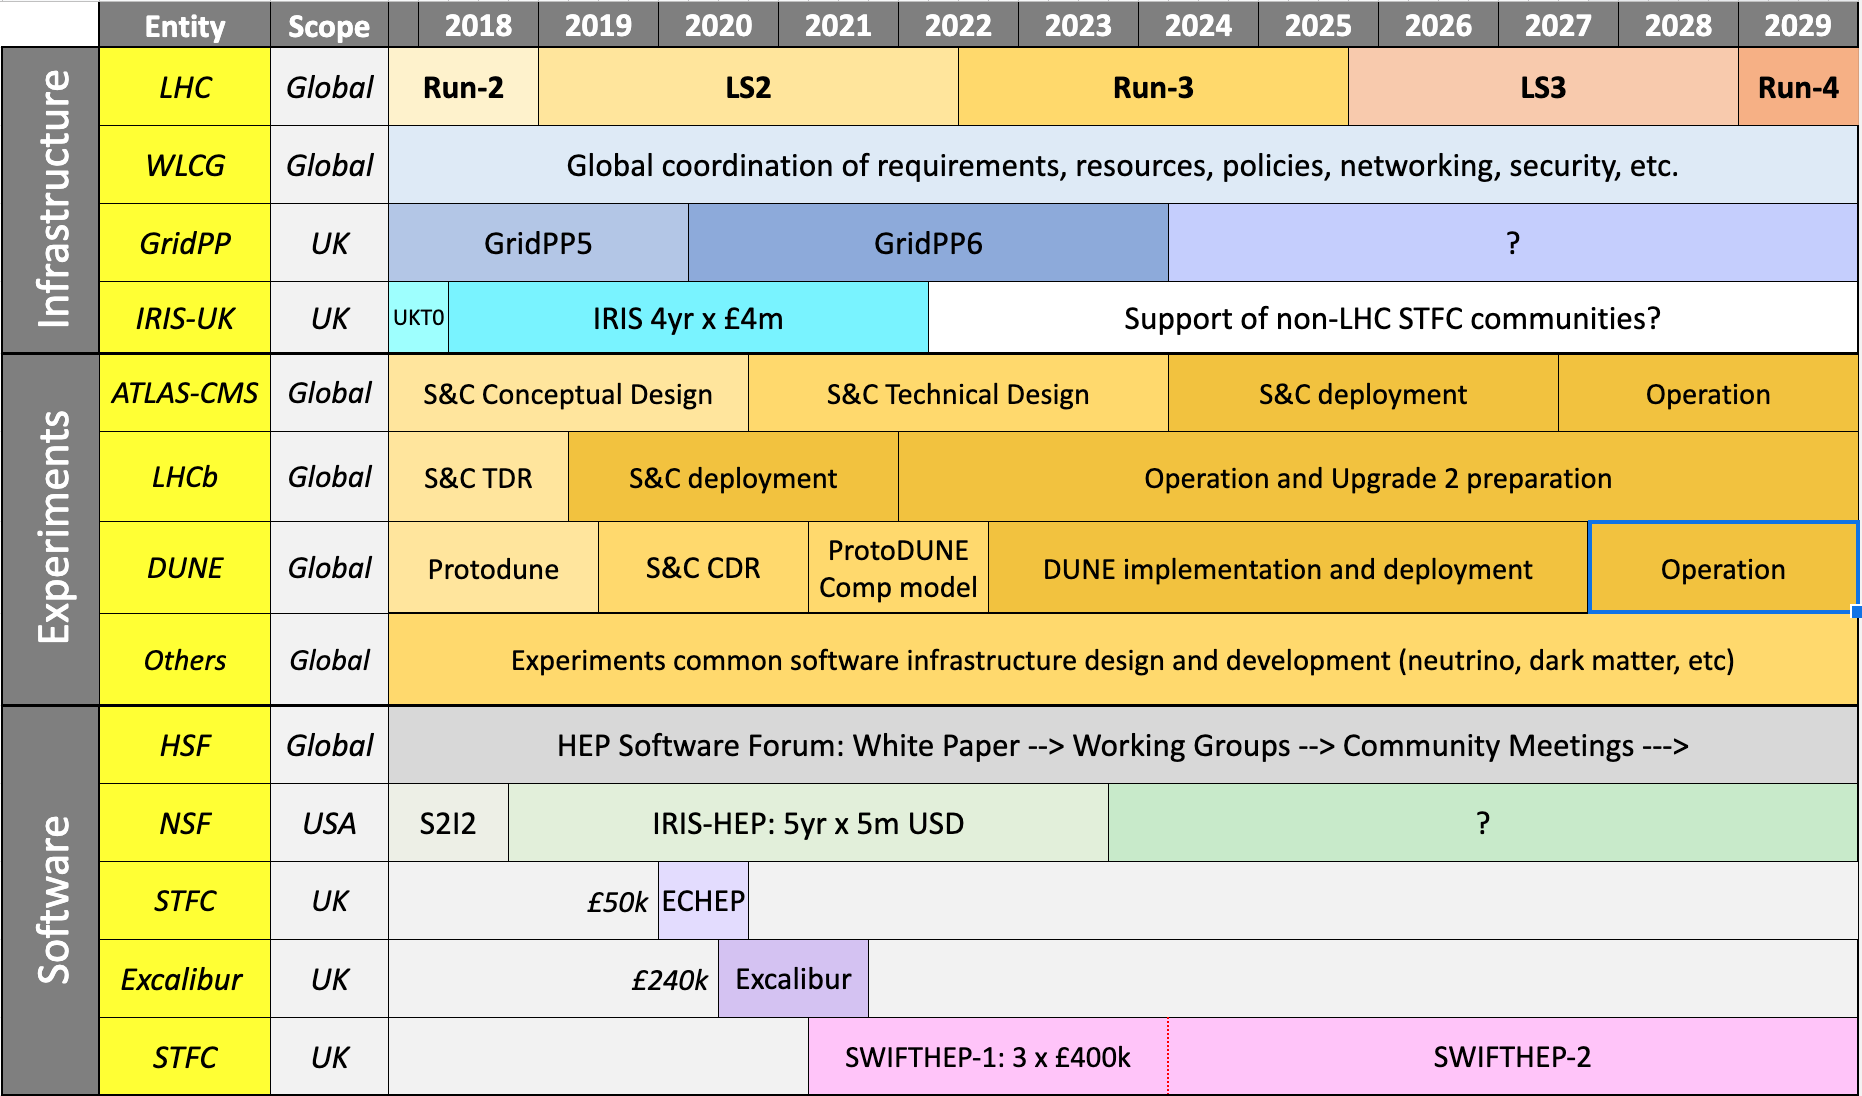 Entity Scope 2018 2019 2020 2021 2022 2023 2024 2025 2026 2027 2028 2029
Infrastructure
LHC Global Run-2 LS2 Run-3 LS3 Run-4
WLCG Global Global coordination of requirements, resources, policies, networking, security, etc.
GridPP UK GridPP5 GridPP6 ?
IRIS-UK UK UKT0 IRIS 4yr x £4m Support of non-LHC STFC communities?
Experiments
ATLAS-CMS Global S&C Conceptual Design S&C Technical Design S&C deployment Operation
LHCb Global S&C TDR S&C deployment Operation and Upgrade 2 preparation
DUNE Global Protodune S&C CDR ProtoDUNE
Comp model DUNE implementation and deployment Operation
Others Global Experiments common software infrastructure design and development (neutrino, dark matter, etc)
Software
HSF Global HEP Software Forum: White Paper --> Working Groups --> Community Meetings --->
NSF USA S2I2 IRIS-HEP: 5yr x 5m USD ?
STFC UK £50k ECHEP
Excalibur UK £240k Excalibur
STFC UK SWIFTHEP-1: 3 x £400k SWIFTHEP-2